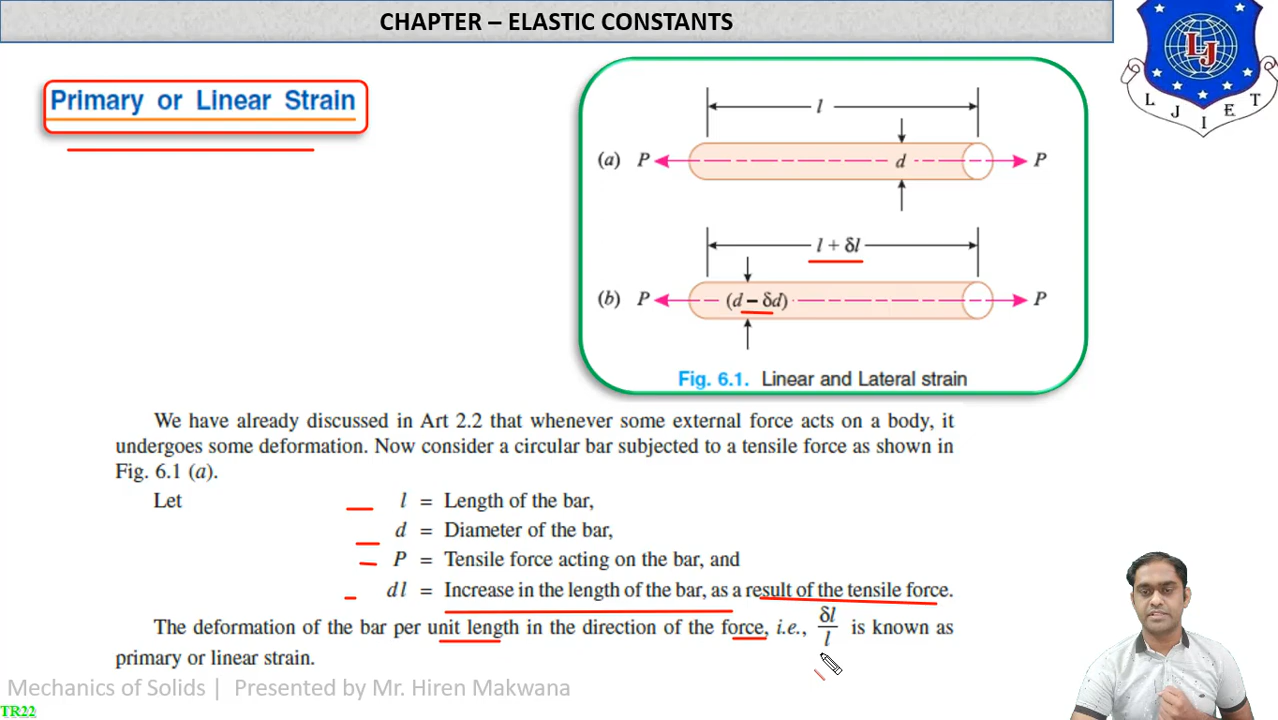 CHAPTER – ELASTIC CONSTANTS
LJ
L J I E T
Primary or Linear Strain
l
(a) P d P
l + δl
(b) P (d – δd) P
Fig. 6.1. Linear and Lateral strain
We have already discussed in Art 2.2 that whenever some external force acts on a body, it
undergoes some deformation. Now consider a circular bar subjected to a tensile force as shown in
Fig. 6.1 (a).
Let l = Length of the bar,
d = Diameter of the bar,
P = Tensile force acting on the bar, and
dl = Increase in the length of the bar, as a result of the tensile force.
The deformation of the bar per unit length in the direction of the force, i.e., δl/l is known as
primary or linear strain.
Mechanics of Solids | Presented by Mr. Hiren Makwana
TR22